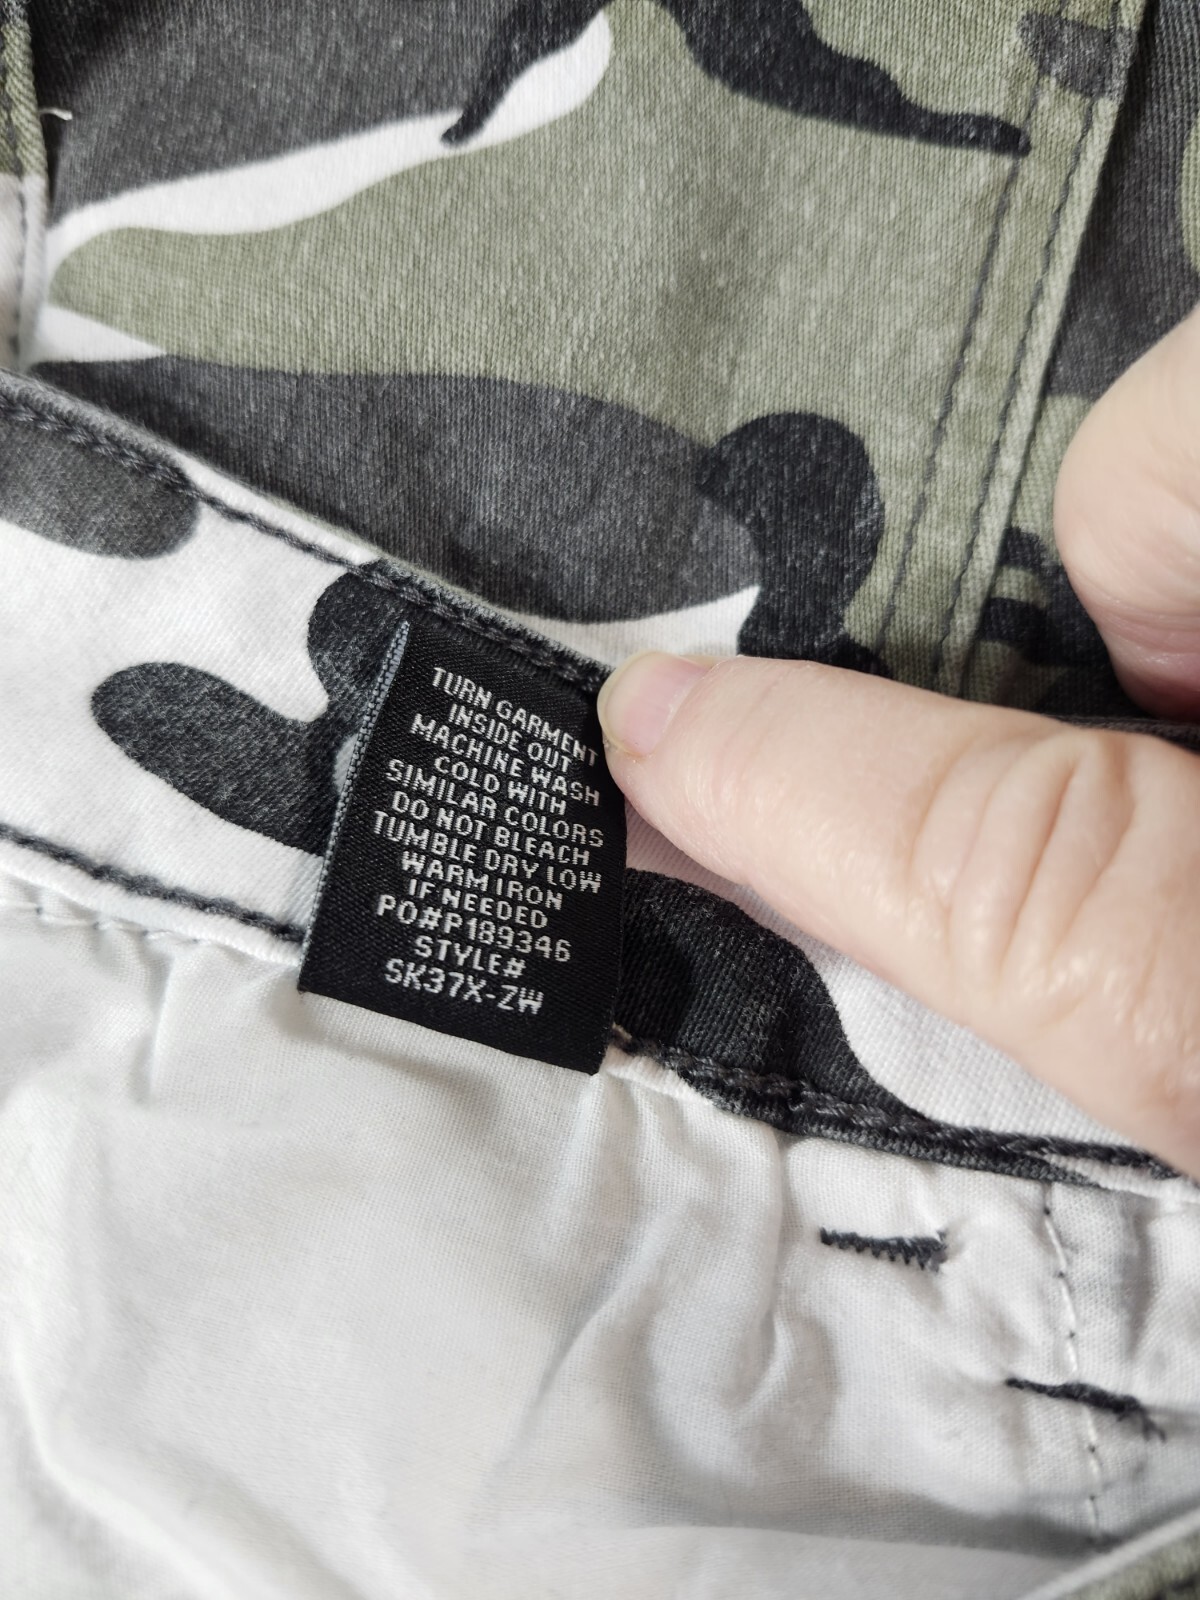 TURN GARMENT
INSIDE OUT
MACHINE WASH
COLD WITH
SIMILAR COLORS
DO NOT BLEACH
TUMBLE DRY LOW
WARM IRON
IF NEEDED
PO#P189346
STYLE#
SK37X-ZW